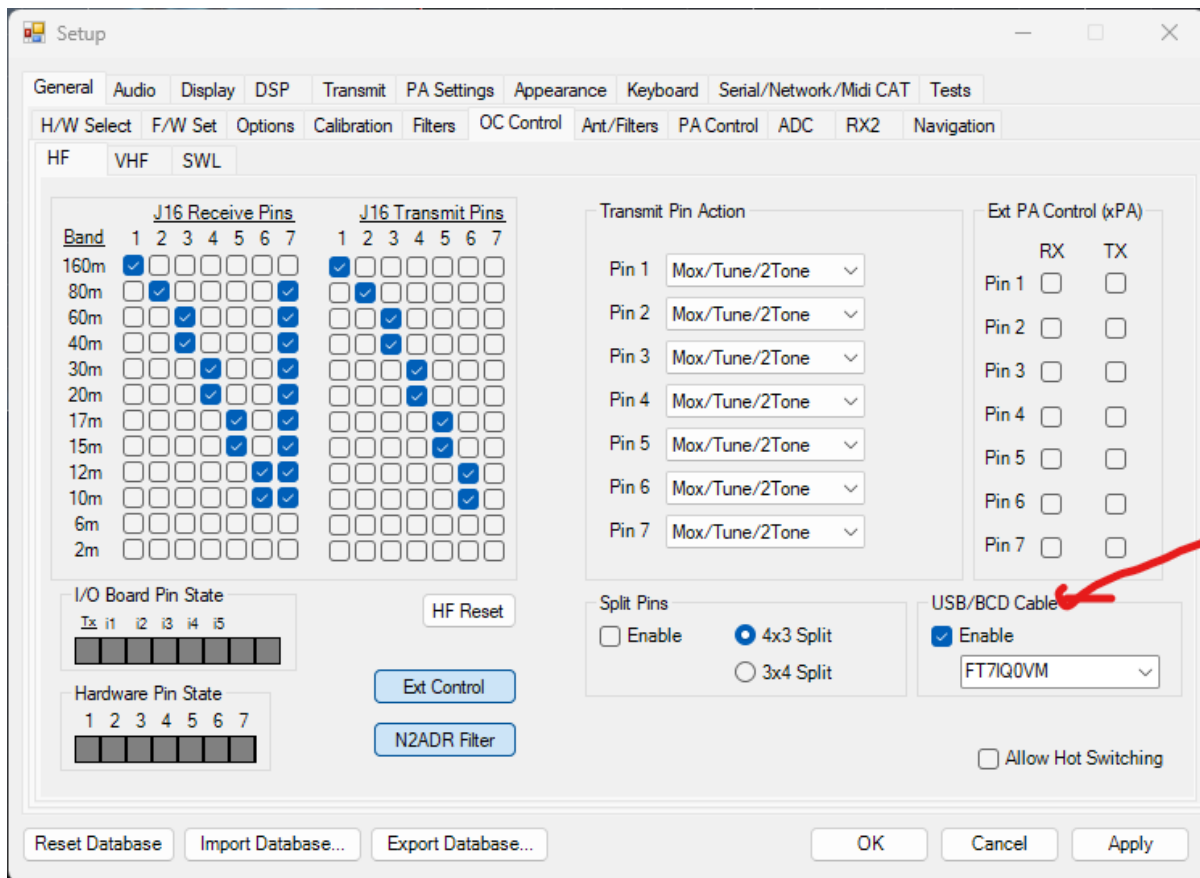 Setup
General Audio Display DSP Transmit PA Settings Appearance Keyboard Serial/Network/Midi CAT Tests
H/W Select F/W Set Options Calibration Filters OC Control Ant/Filters PA Control ADC RX2 Navigation
HF VHF SWL
J16 Receive Pins J16 Transmit Pins
Band 1 2 3 4 5 6 7 1 2 3 4 5 6 7
160m
80m
60m
40m
30m
20m
17m
15m
12m
10m
6m
2m
Transmit Pin Action
Pin 1 Mox/Tune/2Tone
Pin 2 Mox/Tune/2Tone
Pin 3 Mox/Tune/2Tone
Pin 4 Mox/Tune/2Tone
Pin 5 Mox/Tune/2Tone
Pin 6 Mox/Tune/2Tone
Pin 7 Mox/Tune/2Tone
Ext PA Control (xPA)
RX TX
Pin 1
Pin 2
Pin 3
Pin 4
Pin 5
Pin 6
Pin 7
I/O Board Pin State
Tx i1 i2 i3 i4 i5
HF Reset
Hardware Pin State
1 2 3 4 5 6 7
Ext Control
N2ADR Filter
Split Pins
Enable 4x3 Split
3x4 Split
USB/BCD Cable
Enable
FT7IQ0VM
Allow Hot Switching
Reset Database Import Database... Export Database... OK Cancel Apply